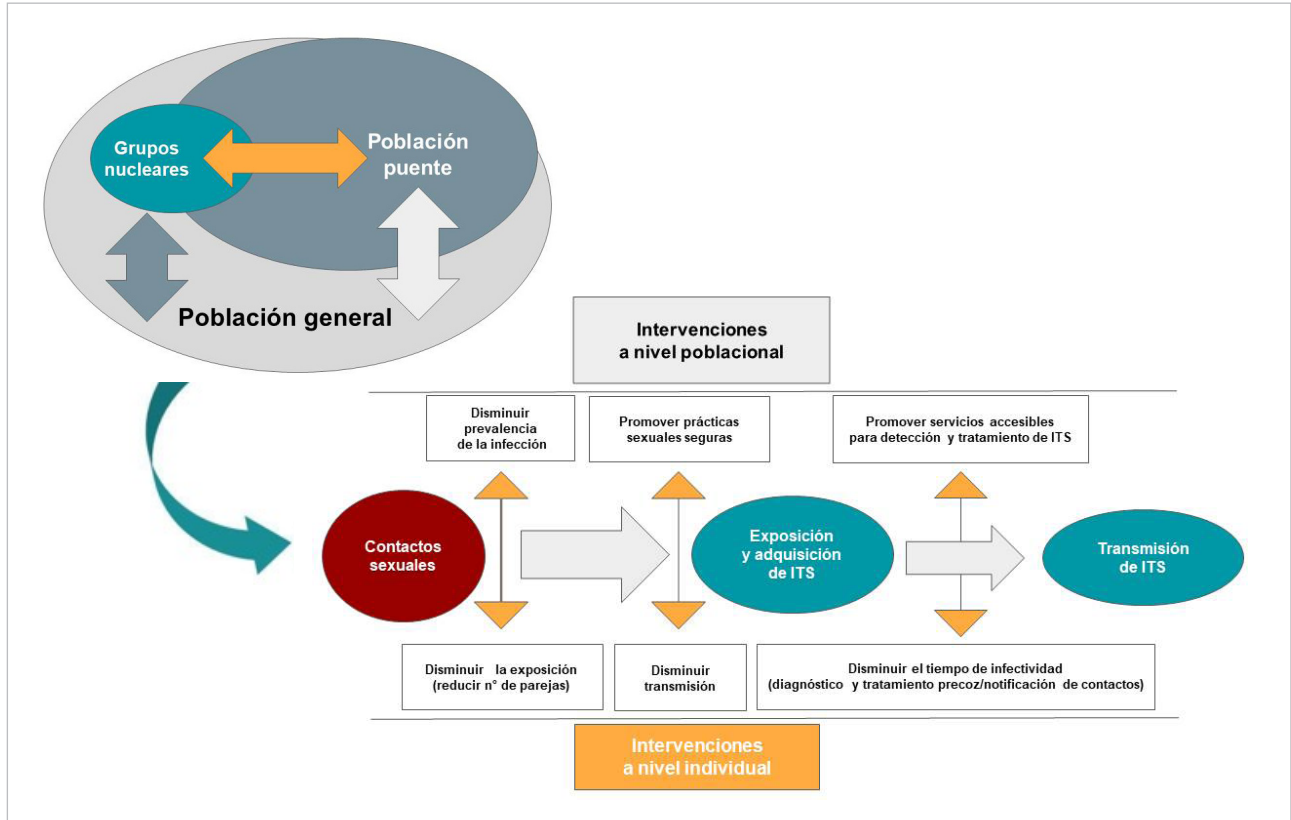 Grupos
nucleares
Población
puente
Población general
Intervenciones
a nivel poblacional
Disminuir
prevalencia
de la infección
Promover prácticas
sexuales seguras
Promover servicios accesibles
para detección y tratamiento de ITS
Contactos
sexuales
Exposición
y adquisición
de ITS
Transmisión
de ITS
Disminuir la exposición
(reducir n° de parejas)
Disminuir
transmisión
Disminuir el tiempo de infectividad
(diagnóstico y tratamiento precoz/notificación de contactos)
Intervenciones
a nivel individual